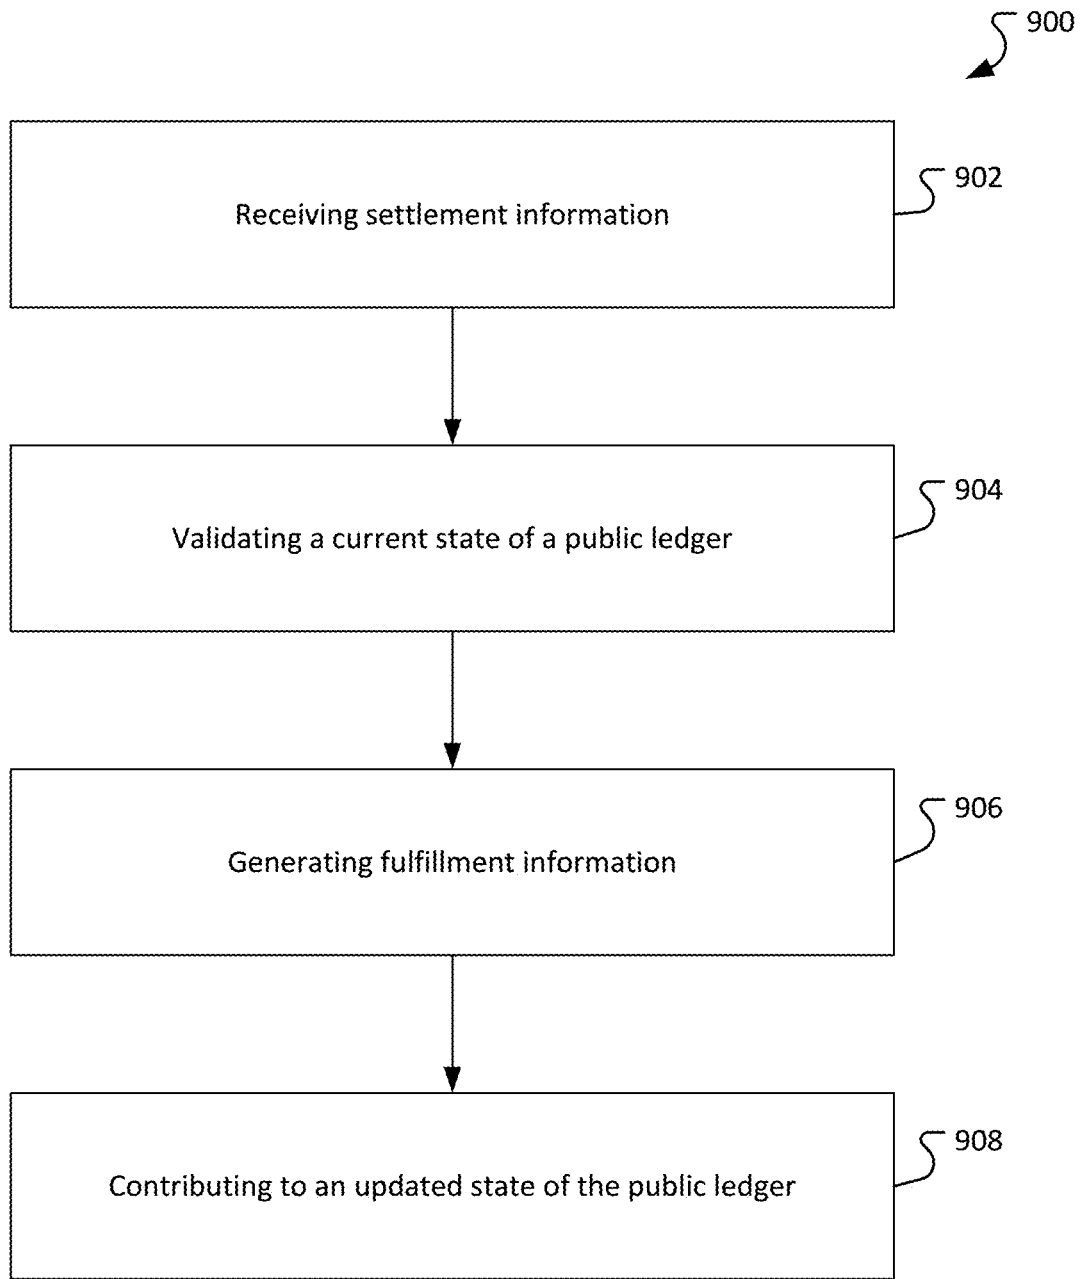 900
Receiving settlement information
902
Validating a current state of a public ledger
904
Generating fulfillment information
906
Contributing to an updated state of the public ledger
908